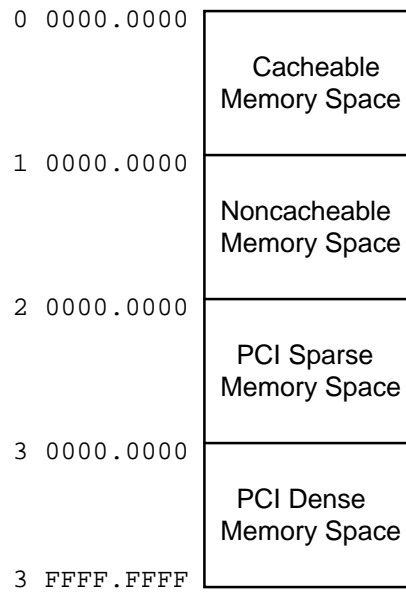 0 0000.0000
Cacheable
Memory Space
1 0000.0000
Noncacheable
Memory Space
2 0000.0000
PCI Sparse
Memory Space
3 0000.0000
PCI Dense
Memory Space
3 FFFF.FFFF